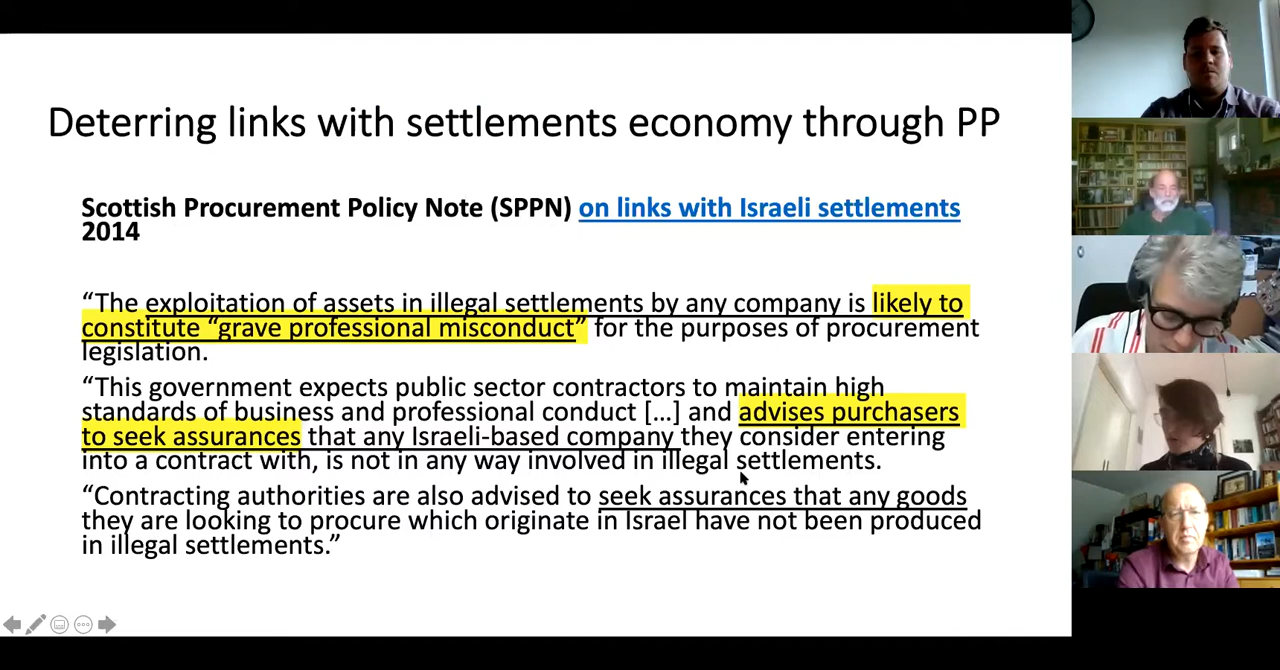 Deterring links with settlements economy through PP
Scottish Procurement Policy Note (SPPN) on links with Israeli settlements
2014
“The exploitation of assets in illegal settlements by any company is likely to
constitute “grave professional misconduct” for the purposes of procurement
legislation.
“This government expects public sector contractors to maintain high
standards of business and professional conduct […] and advises purchasers
to seek assurances that any Israeli-based company they consider entering
into a contract with, is not in any way involved in illegal settlements.
“Contracting authorities are also advised to seek assurances that any goods
they are looking to procure which originate in Israel have not been produced
in illegal settlements.”